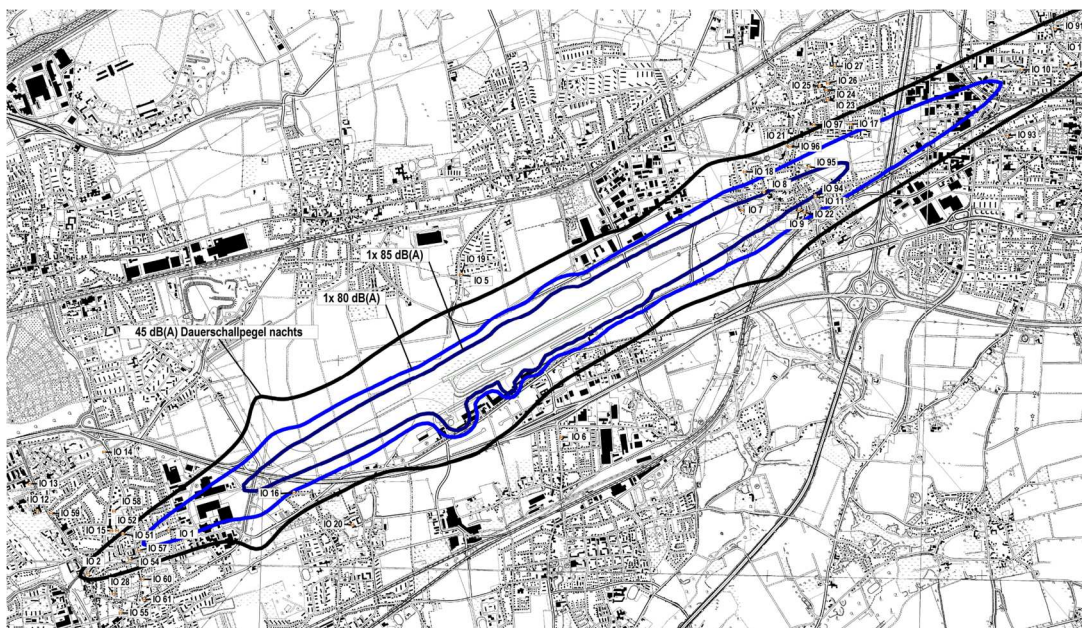 IO 91
IO 27
IO 10
IO 26
IO 25
IO 24
IO 23
IO 97
IO 17
IO 21
IO 93
IO 96
IO 95
IO 18
IO 8
IO 94
IO 11
IO 7
IO 22
IO 9
1x 85 dB(A)
IO 19
IO 5
1x 80 dB(A)
45 dB(A) Dauerschallpegel nachts
IO 6
IO 14
IO 13
IO 16
IO 12
IO 58
IO 59
IO 52
IO 20
IO 15
IO 51
IO 1
IO 57
IO 2
IO 54
IO 60
IO 28
IO 61
IO 55